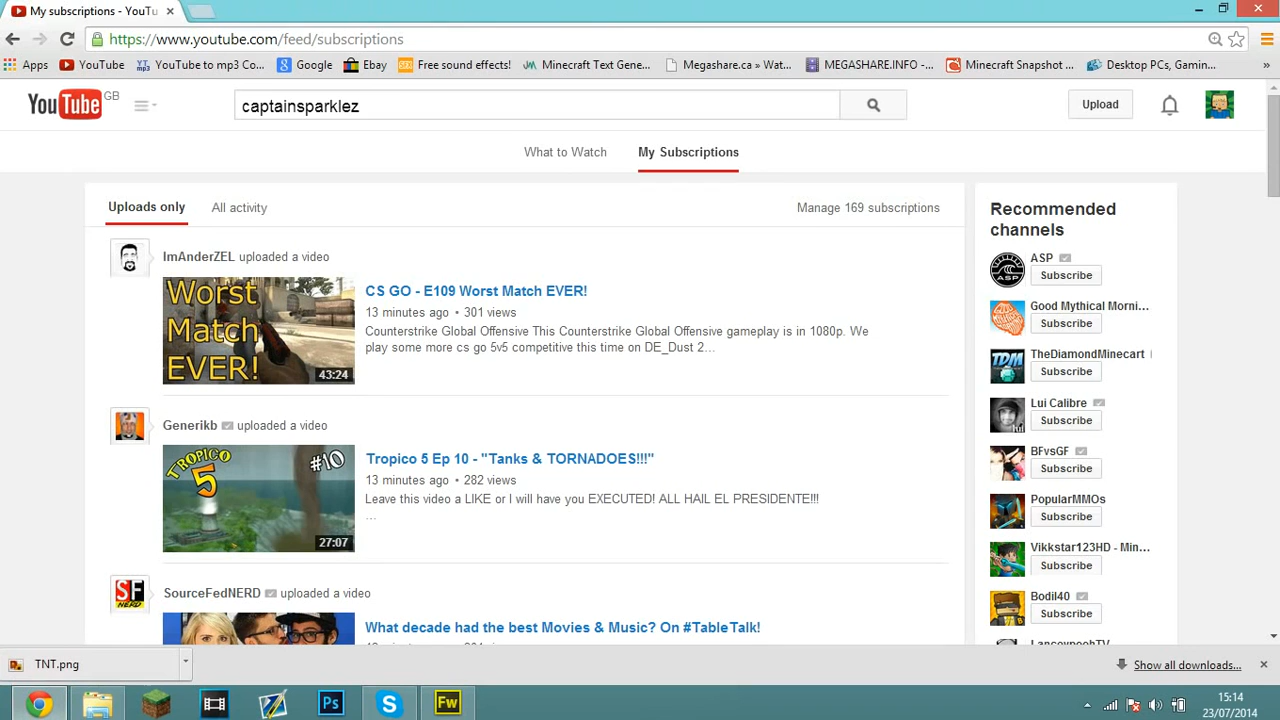 My subscriptions - YouTu
https://www.youtube.com/feed/subscriptions
Apps YouTube YouTube to mp3 Co... Google Ebay Free sound effects! Minecraft Text Gene... Megashare.ca » Wat... MEGASHARE.INFO -... Minecraft Snapshot ... Desktop PCs, Gamin... »
YouTube GB captainsparklez Upload
What to Watch My Subscriptions
Uploads only All activity Manage 169 subscriptions
ImAnderZEL uploaded a video
Worst
Match
EVER!
43:24
CS GO - E109 Worst Match EVER!
13 minutes ago • 301 views
Counterstrike Global Offensive This Counterstrike Global Offensive gameplay is in 1080p. We
play some more cs go 5v5 competitive this time on DE_Dust 2...
Generikb uploaded a video
TROPICO
5
#10
27:07
Tropico 5 Ep 10 - "Tanks & TORNADOES!!!"
13 minutes ago • 282 views
Leave this video a LIKE or I will have you EXECUTED! ALL HAIL EL PRESIDENTE!!!
...
SF
NERD
SourceFedNERD uploaded a video
What decade had the best Movies & Music? On #TableTalk!
Recommended
channels
ASP
ASP
Subscribe
Good Mythical Morni...
Subscribe
TDM
TheDiamondMinecart
Subscribe
Lui Calibre
Subscribe
BFvsGF
Subscribe
PopularMMOs
Subscribe
Vikkstar123HD - Min...
Subscribe
Bodil40
Subscribe
TNT.png Show all downloads...
Ps S Fw
15:14
23/07/2014